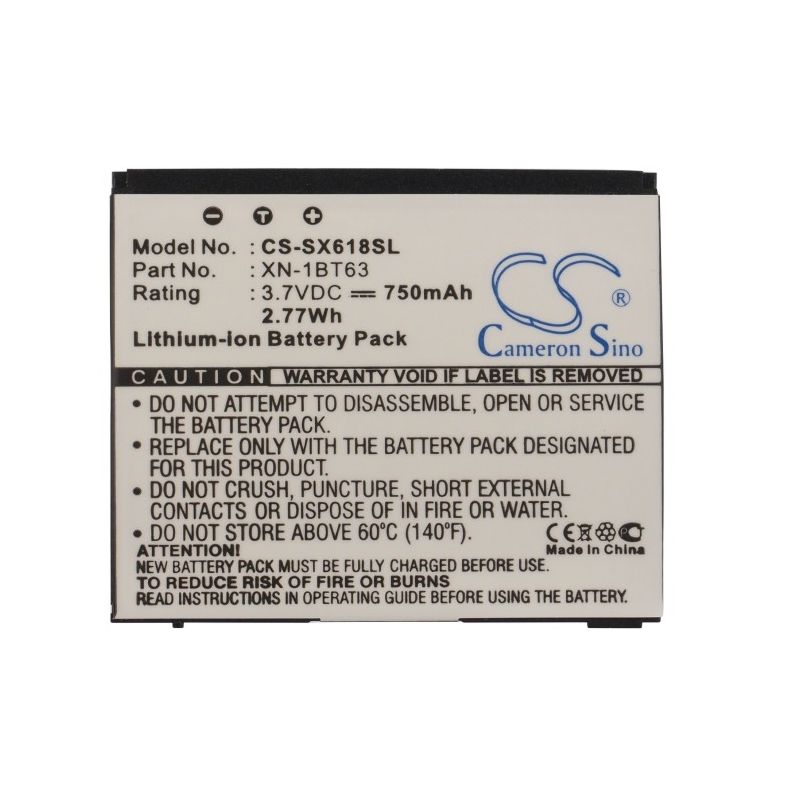 ⊖ T ⊕
Model No. : CS-SX618SL
Part No. : XN-1BT63
Rating : 3.7VDC ⎓ 750mAh
2.77Wh
Lithium-ion Battery Pack
CS ®
Cameron Sino
CAUTION WARRANTY VOID IF LABEL IS REMOVED
• DO NOT ATTEMPT TO DISASSEMBLE, OPEN OR SERVICE
THE BATTERY PACK.
• REPLACE ONLY WITH THE BATTERY PACK DESIGNATED
FOR THIS PRODUCT.
• DO NOT CRUSH, PUNCTURE, SHORT EXTERNAL
CONTACTS OR DISPOSE OF IN FIRE OR WATER.
• DO NOT STORE ABOVE 60°C (140°F).
CE
Made in China
ATTENTION!
NEW BATTERY PACK MUST BE FULLY CHARGED BEFORE USE.
TO REDUCE RISK OF FIRE OR BURNS
READ INSTRUCTIONS IN OPERATING GUIDE BEFORE USING THE BATTERY.